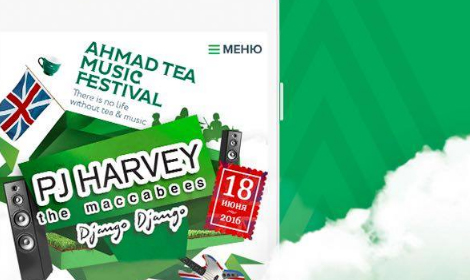 МЕНЮ
AHMAD TEA
MUSIC
FESTIVAL
There is no life
without tea & music
PJ HARVEY
the maccabees
Django Django
18
июня
2016